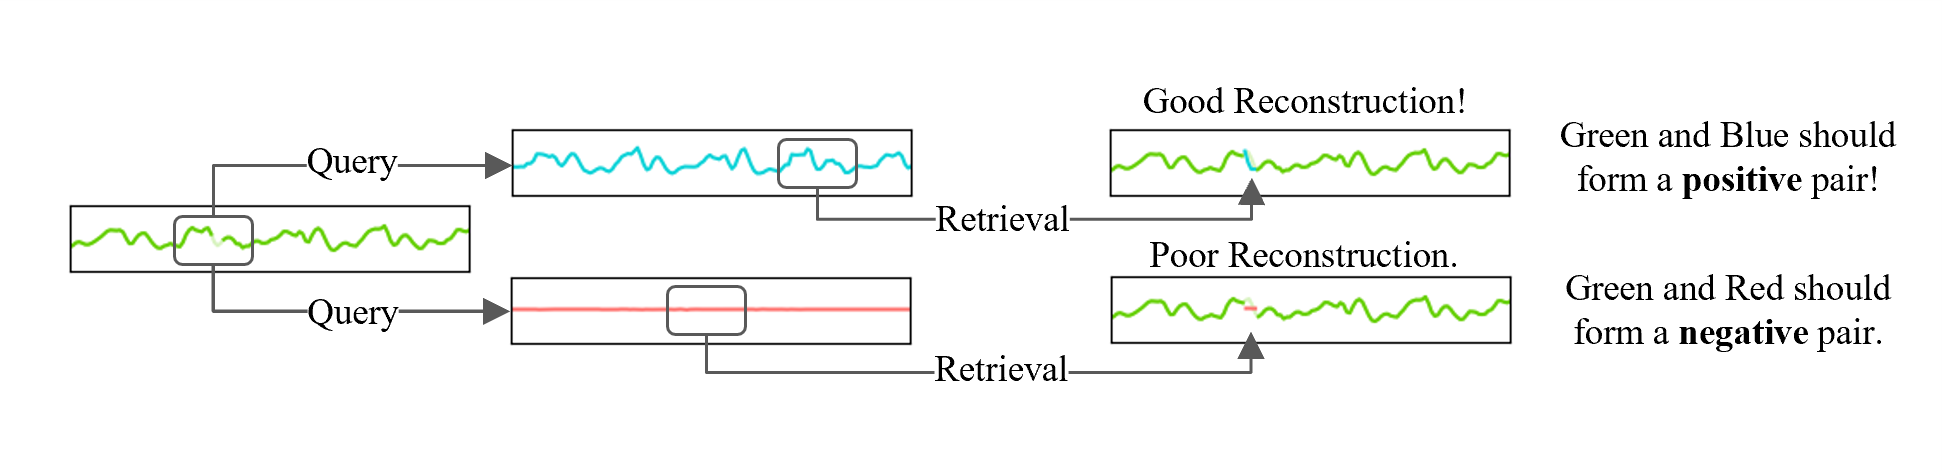 Good Reconstruction!
Query
Green and Blue should
form a positive pair!
Retrieval
Poor Reconstruction.
Query
Green and Red should
form a negative pair.
Retrieval